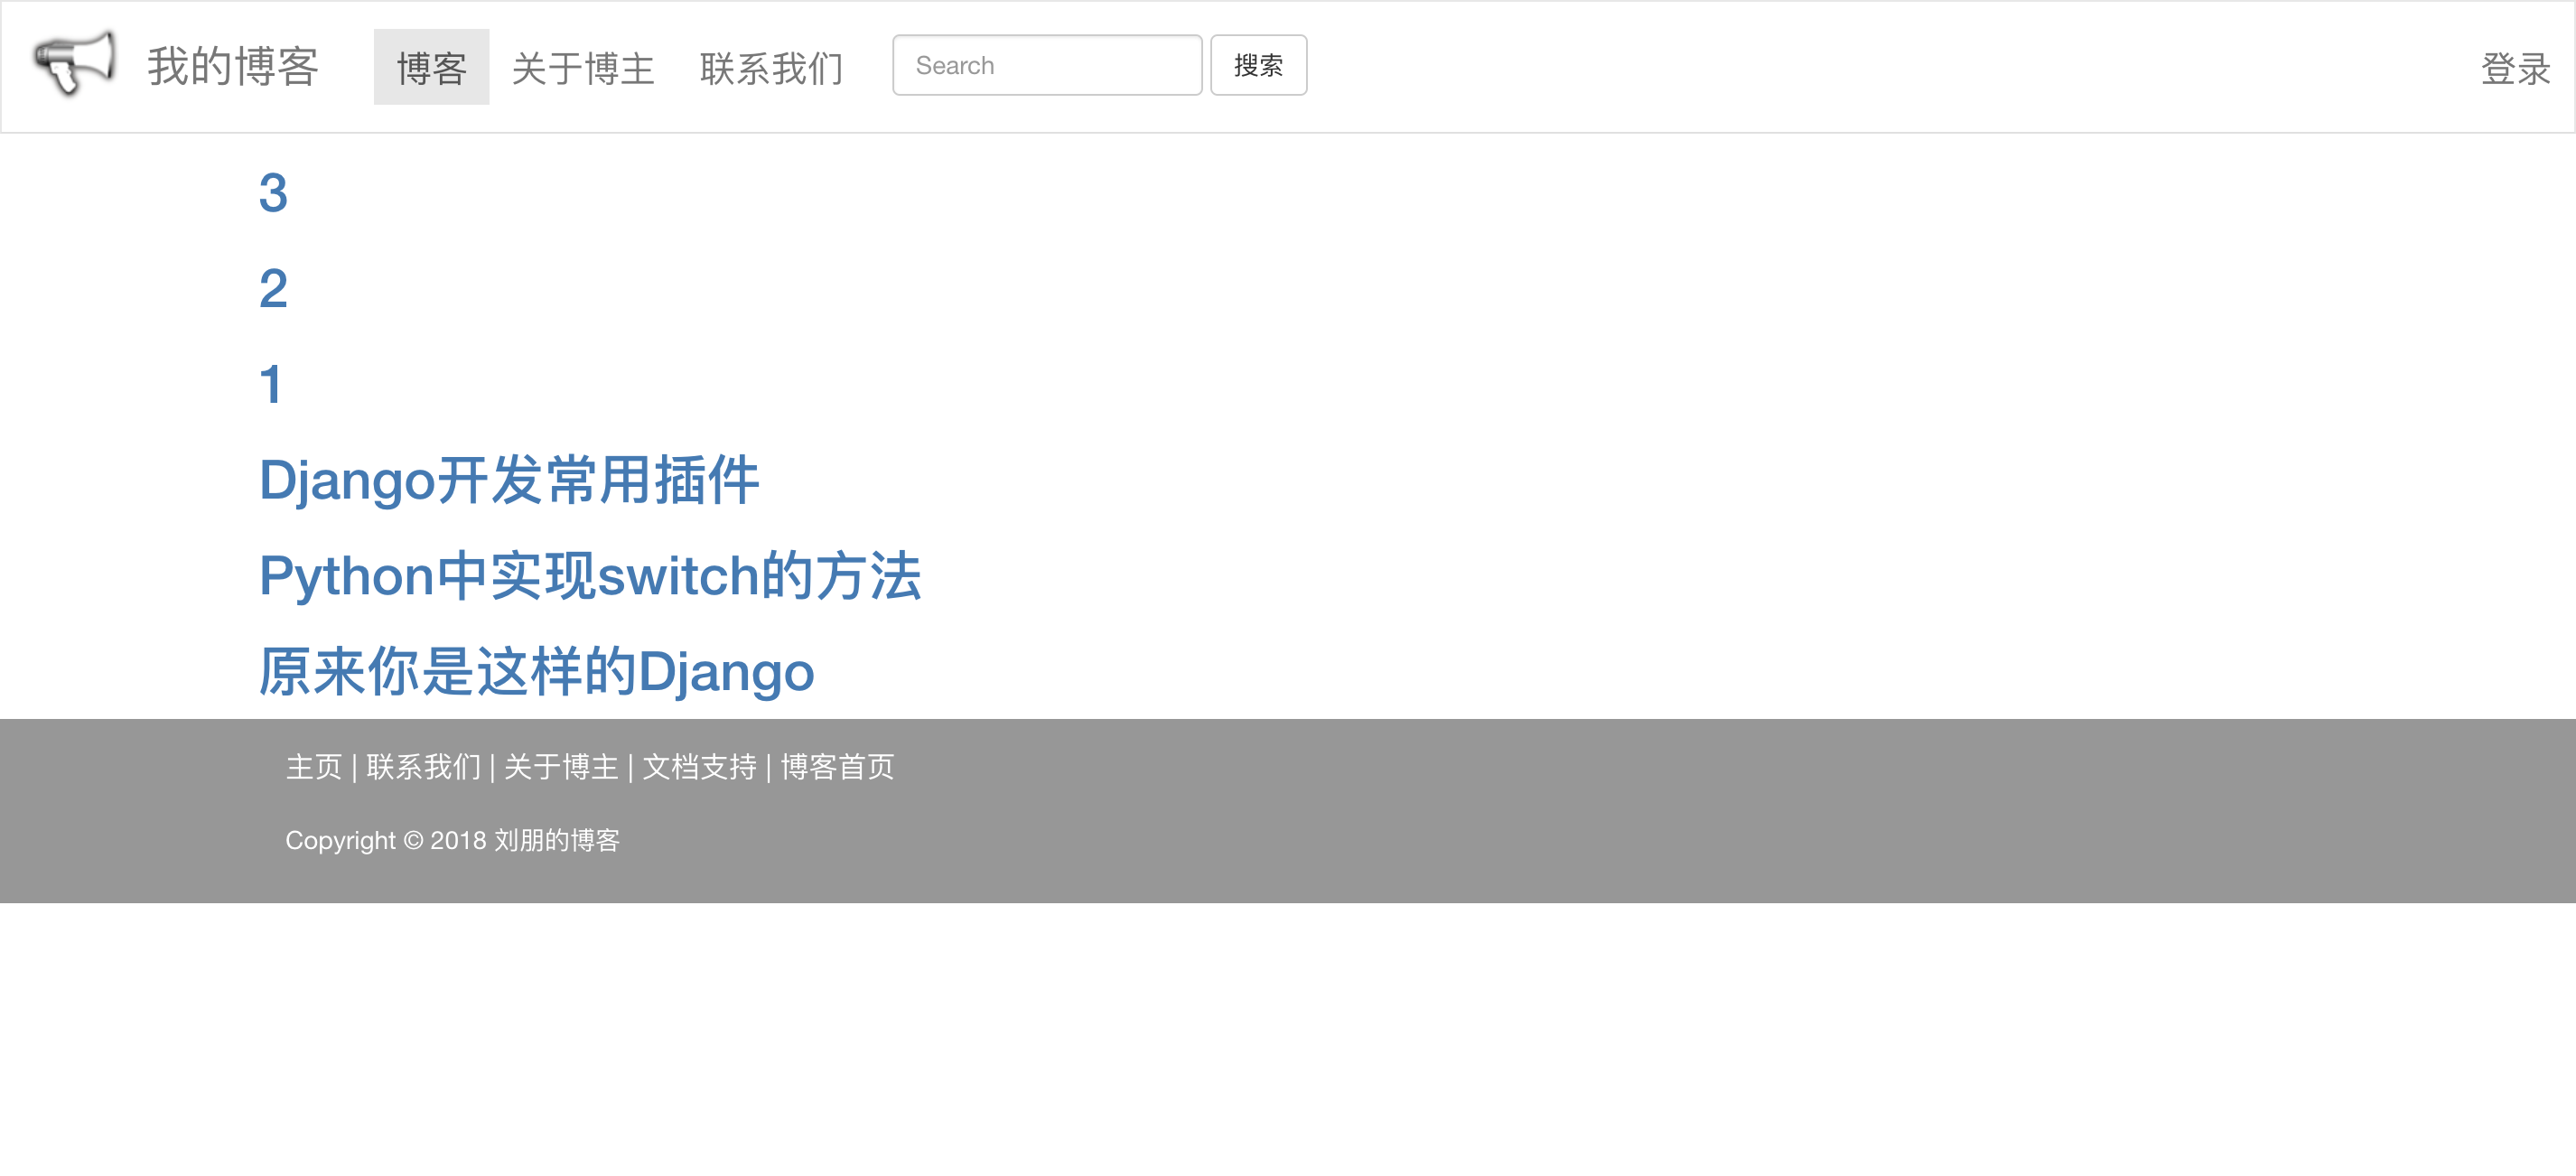 我的博客 博客 关于博主 联系我们 Search 搜索 登录
3
2
1
Django开发常用插件
Python中实现switch的方法
原来你是这样的Django
主页 | 联系我们 | 关于博主 | 文档支持 | 博客首页
Copyright © 2018 刘朋的博客